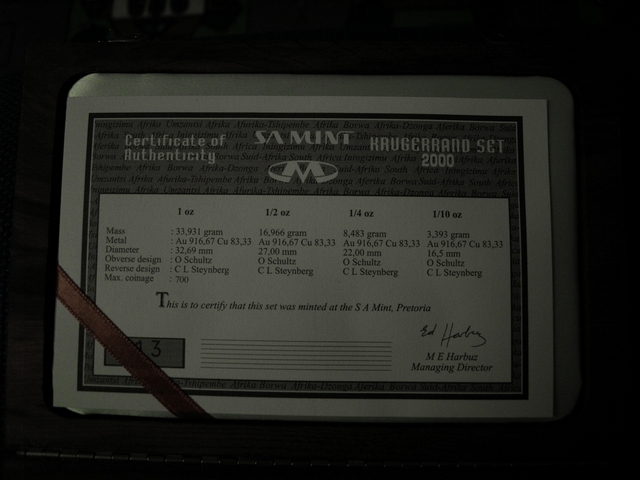 Certificate of
Authenticity
SA MINT
KRUGERRAND SET
2000
1 oz 1/2 oz 1/4 oz 1/10 oz
Mass : 33,931 gram 16,966 gram 8,483 gram 3,393 gram
Metal : Au 916,67 Cu 83,33 Au 916,67 Cu 83,33 Au 916,67 Cu 83,33 Au 916,67 Cu 83,33
Diameter : 32,69 mm 27,00 mm 22,00 mm 16,5 mm
Obverse design : O Schultz O Schultz O Schultz O Schultz
Reverse design : C L Steynberg C L Steynberg C L Steynberg C L Steynberg
Max. coinage : 700
This is to certify that this set was minted at the S A Mint, Pretoria
13
Ed Harbuz
M E Harbuz
Managing Director